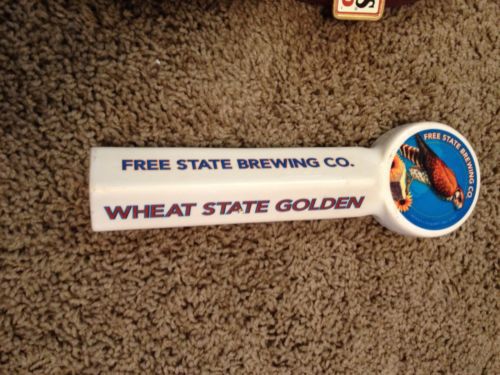 FREE STATE BREWING CO.
WHEAT STATE GOLDEN
FREE STATE BREWING CO.